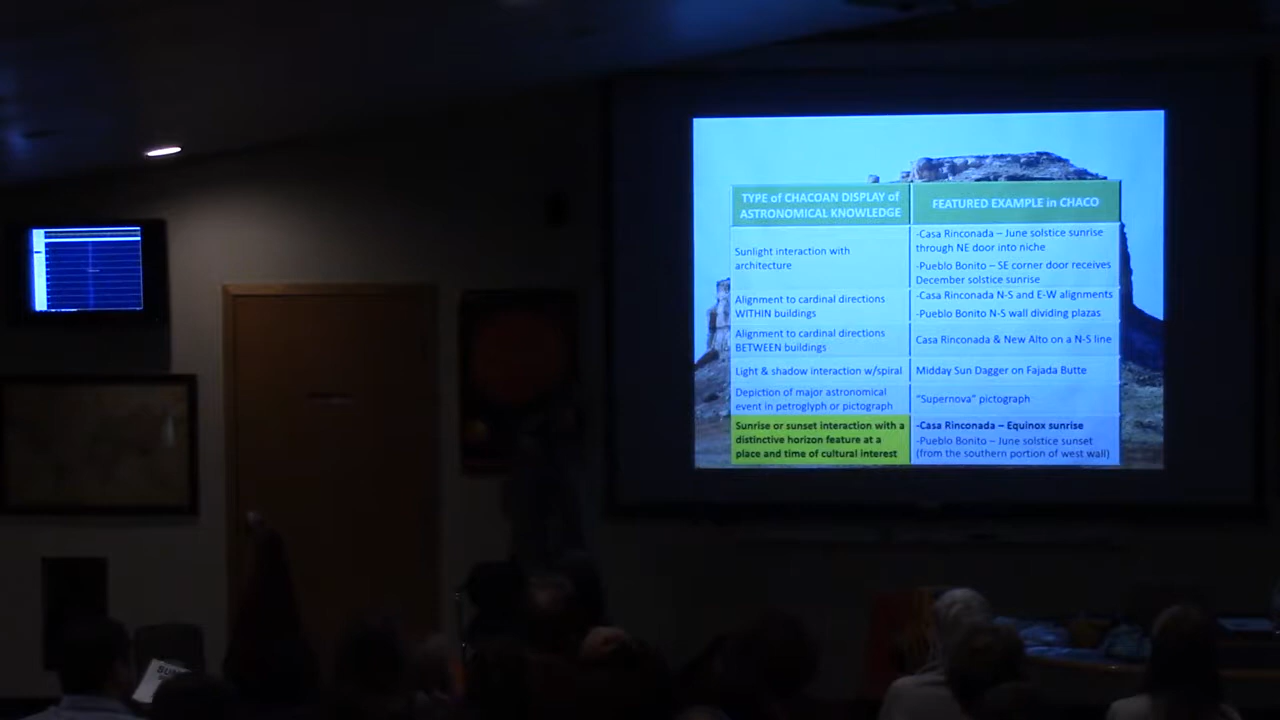 TYPE of CHACOAN DISPLAY of
ASTRONOMICAL KNOWLEDGE
FEATURED EXAMPLE in CHACO
Sunlight interaction with
architecture
-Casa Rinconada – June solstice sunrise
through NE door into niche
-Pueblo Bonito – SE corner door receives
December solstice sunrise
Alignment to cardinal directions
WITHIN buildings
-Casa Rinconada N-S and E-W alignments
-Pueblo Bonito N-S wall dividing plazas
Alignment to cardinal directions
BETWEEN buildings
Casa Rinconada & New Alto on a N-S line
Light & shadow interaction w/spiral
Midday Sun Dagger on Fajada Butte
Depiction of major astronomical
event in petroglyph or pictograph
“Supernova” pictograph
Sunrise or sunset interaction with a
distinctive horizon feature at a
place and time of cultural interest
-Casa Rinconada – Equinox sunrise
-Pueblo Bonito – June solstice sunset
(from the southern portion of west wall)